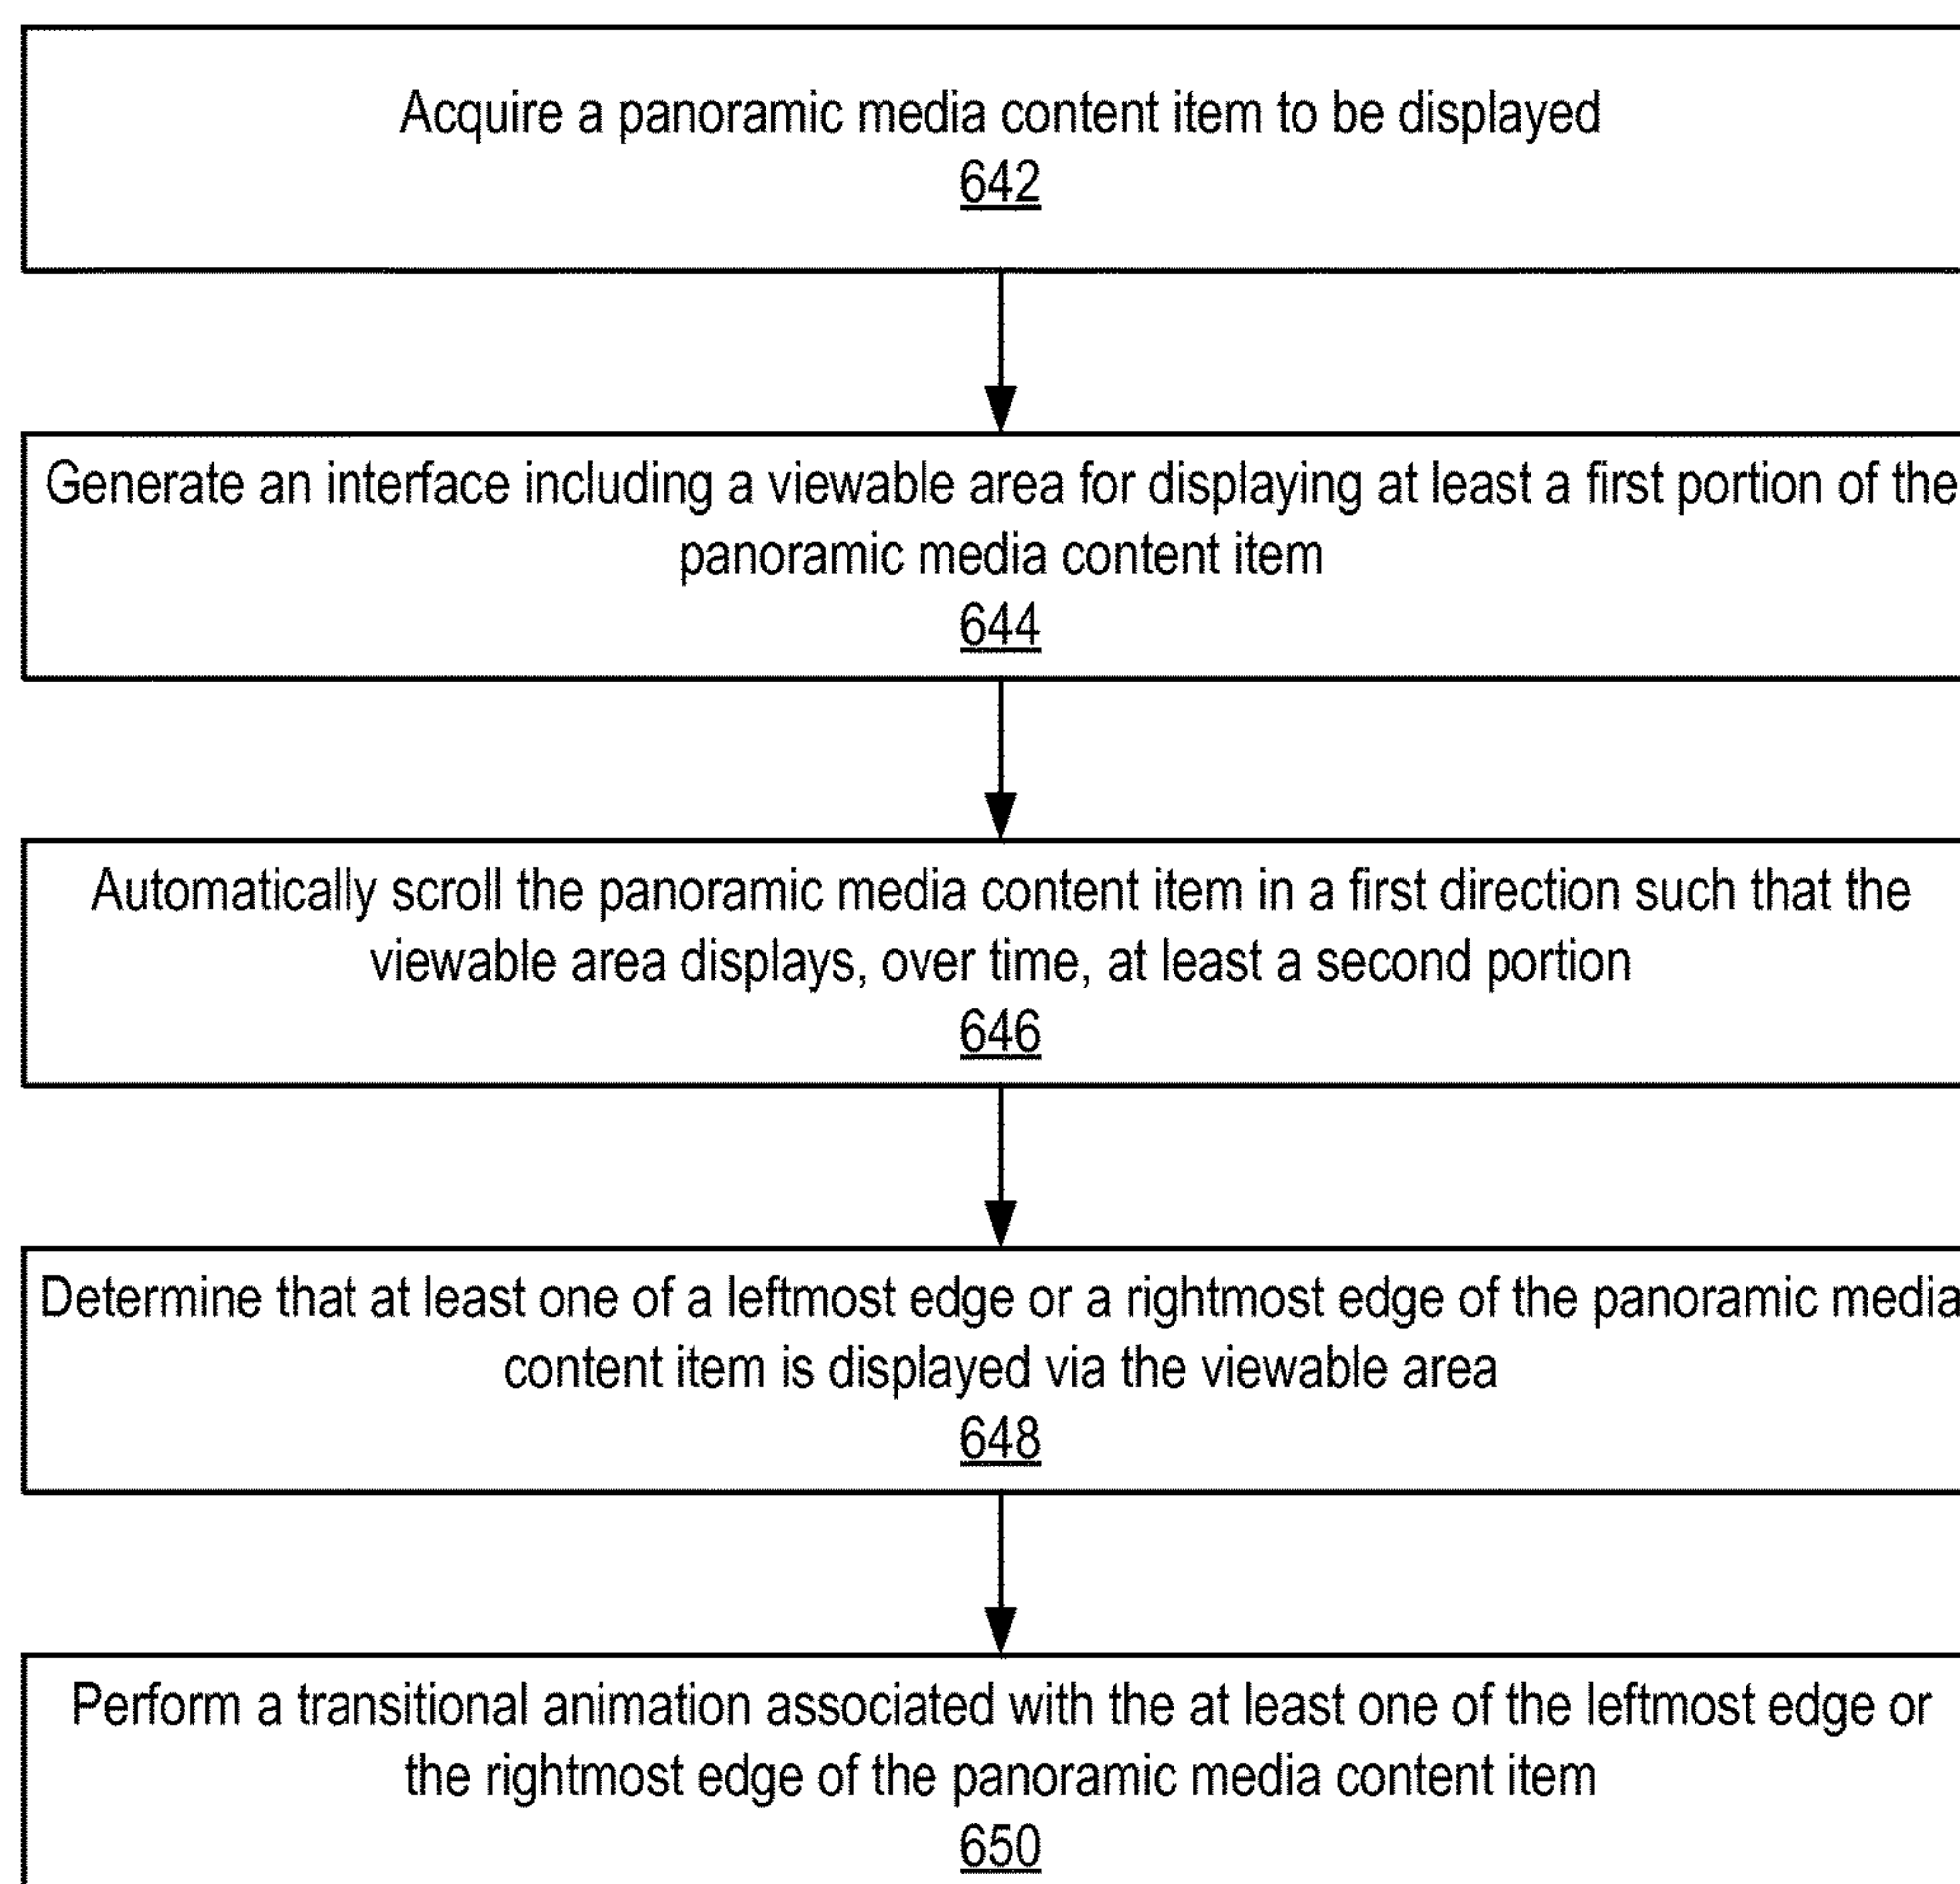 Acquire a panoramic media content item to be displayed
642
Generate an interface including a viewable area for displaying at least a first portion of the
panoramic media content item
644
Automatically scroll the panoramic media content item in a first direction such that the
viewable area displays, over time, at least a second portion
646
Determine that at least one of a leftmost edge or a rightmost edge of the panoramic media
content item is displayed via the viewable area
648
Perform a transitional animation associated with the at least one of the leftmost edge or
the rightmost edge of the panoramic media content item
650